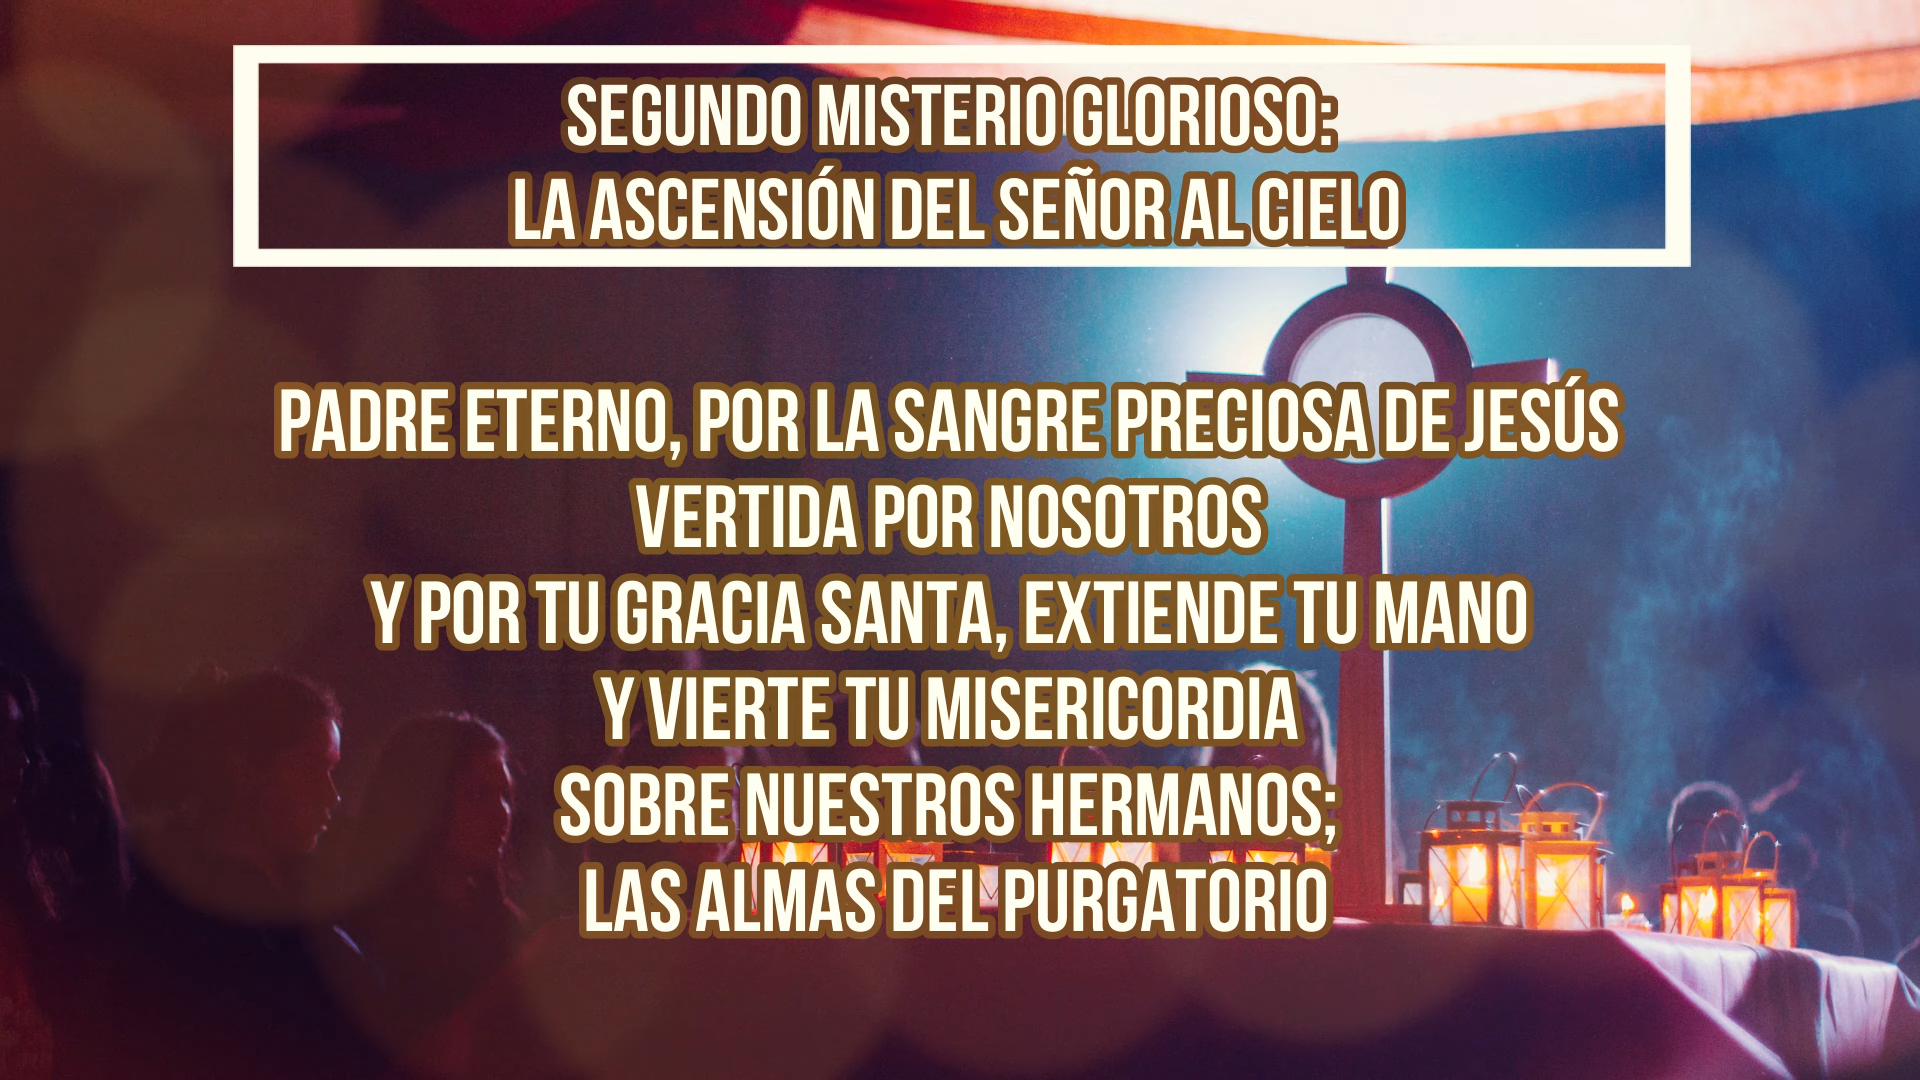 SEGUNDO MISTERIO GLORIOSO:
LA ASCENSIÓN DEL SEÑOR AL CIELO
PADRE ETERNO, POR LA SANGRE PRECIOSA DE JESÚS
VERTIDA POR NOSOTROS
Y POR TU GRACIA SANTA, EXTIENDE TU MANO
Y VIERTE TU MISERICORDIA
SOBRE NUESTROS HERMANOS;
LAS ALMAS DEL PURGATORIO